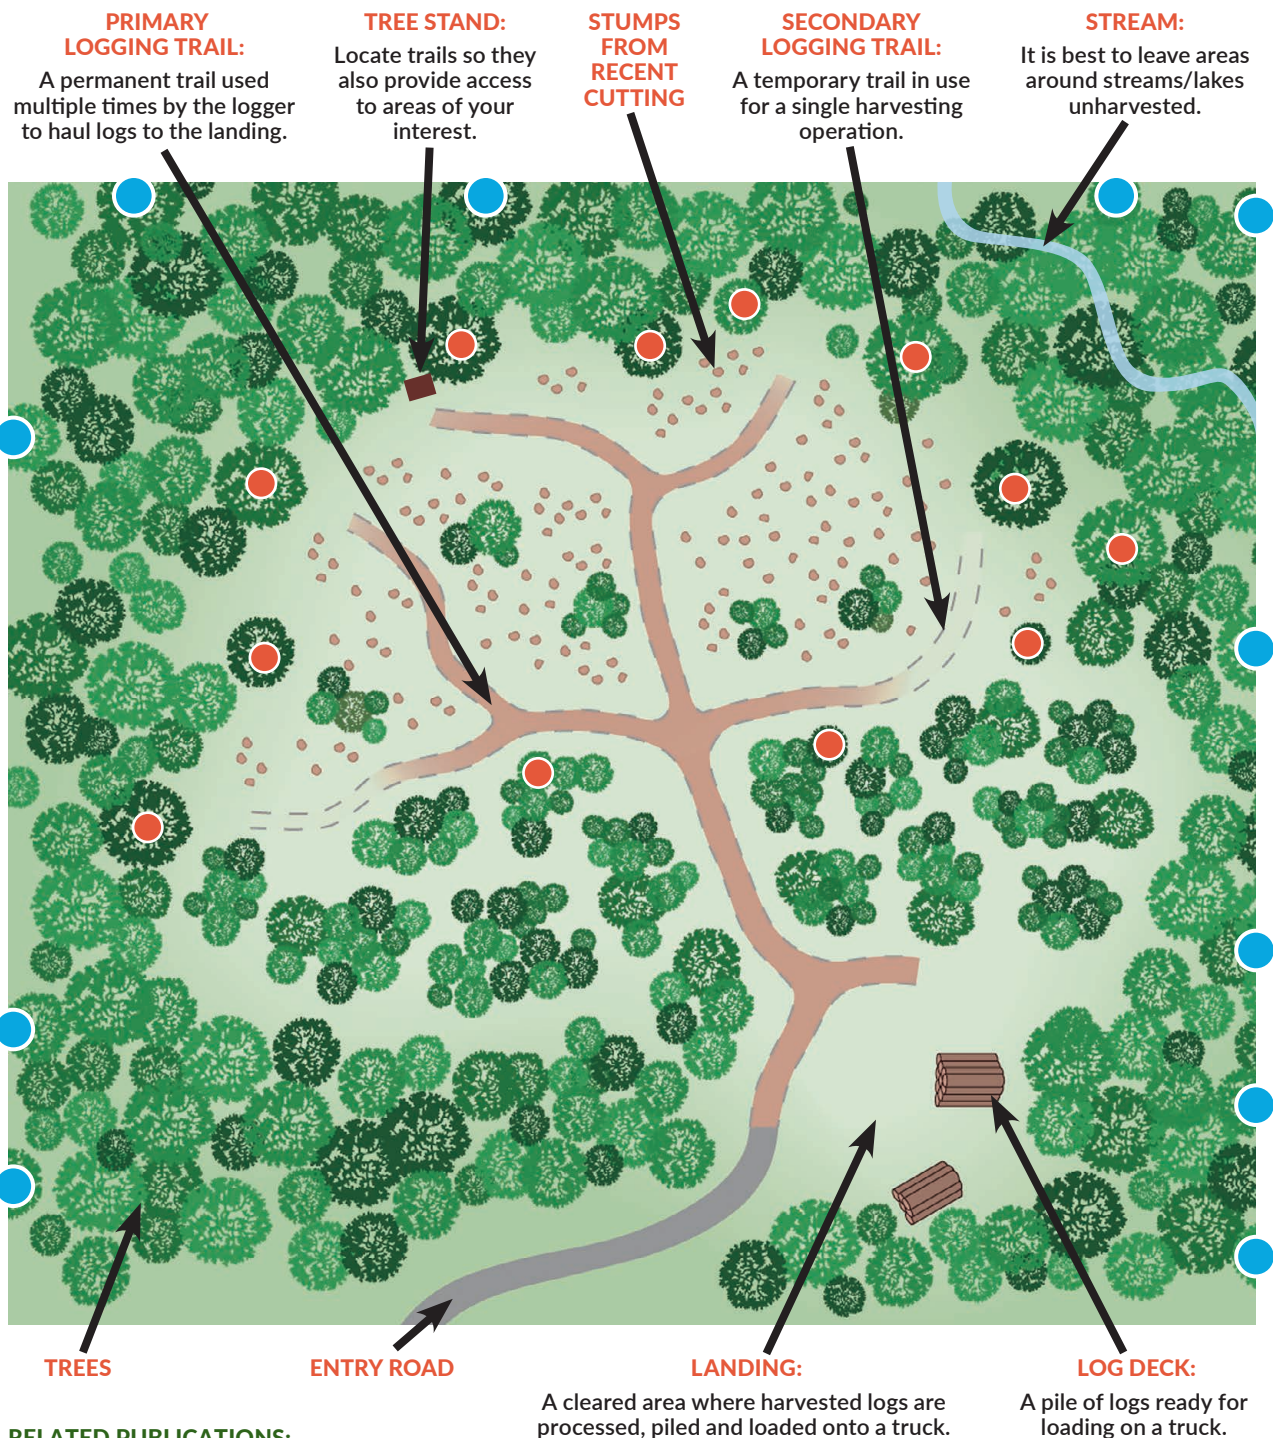 PRIMARY
LOGGING TRAIL:
A permanent trail used
multiple times by the logger
to haul logs to the landing.
TREE STAND:
Locate trails so they
also provide access
to areas of your
interest.
STUMPS
FROM
RECENT
CUTTING
SECONDARY
LOGGING TRAIL:
A temporary trail in use
for a single harvesting
operation.
STREAM:
It is best to leave areas
around streams/lakes
unharvested.
TREES
ENTRY ROAD
LANDING:
A cleared area where harvested logs are
processed, piled and loaded onto a truck.
LOG DECK:
A pile of logs ready for
loading on a truck.
RELATED PUBLICATIONS: